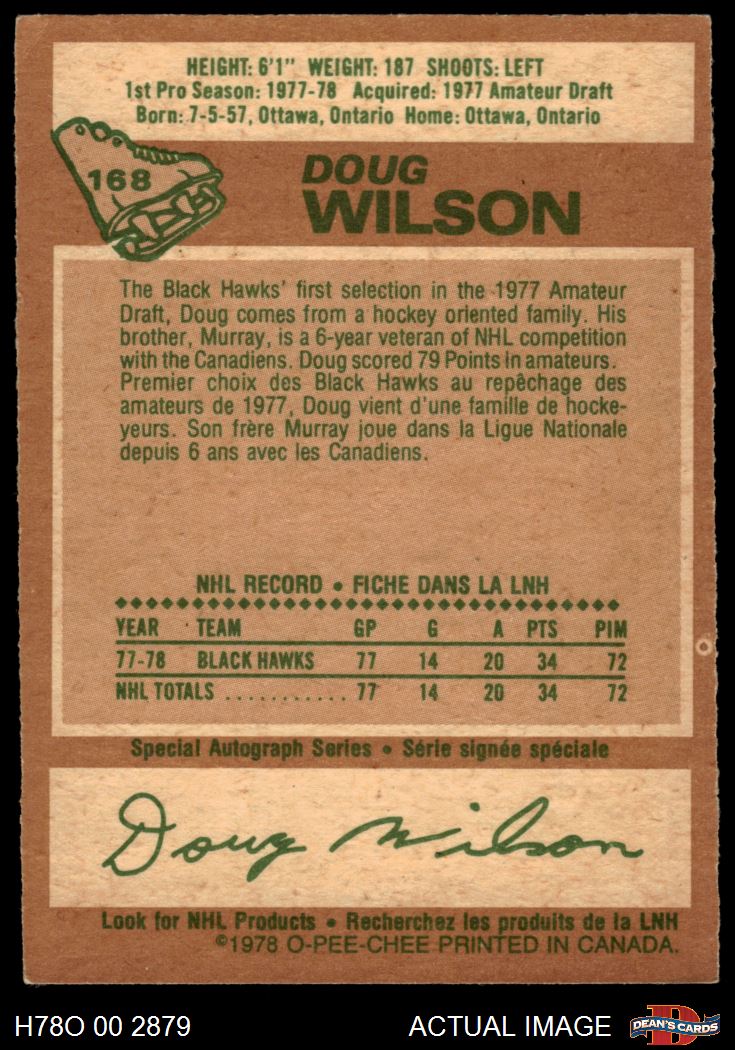 HEIGHT: 6'1" WEIGHT: 187 SHOOTS: LEFT
1st Pro Season: 1977-78 Acquired: 1977 Amateur Draft
Born: 7-5-57, Ottawa, Ontario Home: Ottawa, Ontario
168
DOUG
WILSON
The Black Hawks' first selection in the 1977 Amateur
Draft, Doug comes from a hockey oriented family. His
brother, Murray, is a 6-year veteran of NHL competition
with the Canadiens. Doug scored 79 Points in amateurs.
Premier choix des Black Hawks au repêchage des
amateurs de 1977, Doug vient d'une famille de hocke-
yeurs. Son frère Murray joue dans la Ligue Nationale
depuis 6 ans avec les Canadiens.
NHL RECORD • FICHE DANS LA LNH
YEAR TEAM GP G A PTS PIM
77-78 BLACK HAWKS 77 14 20 34 72
NHL TOTALS ........... 77 14 20 34 72
Special Autograph Series • Série signée spéciale
Doug Wilson
Look for NHL Products • Recherchez les produits de la LNH
©1978 O-PEE-CHEE PRINTED IN CANADA.
H78O 00 2879 ACTUAL IMAGE D DEAN'S CARDS